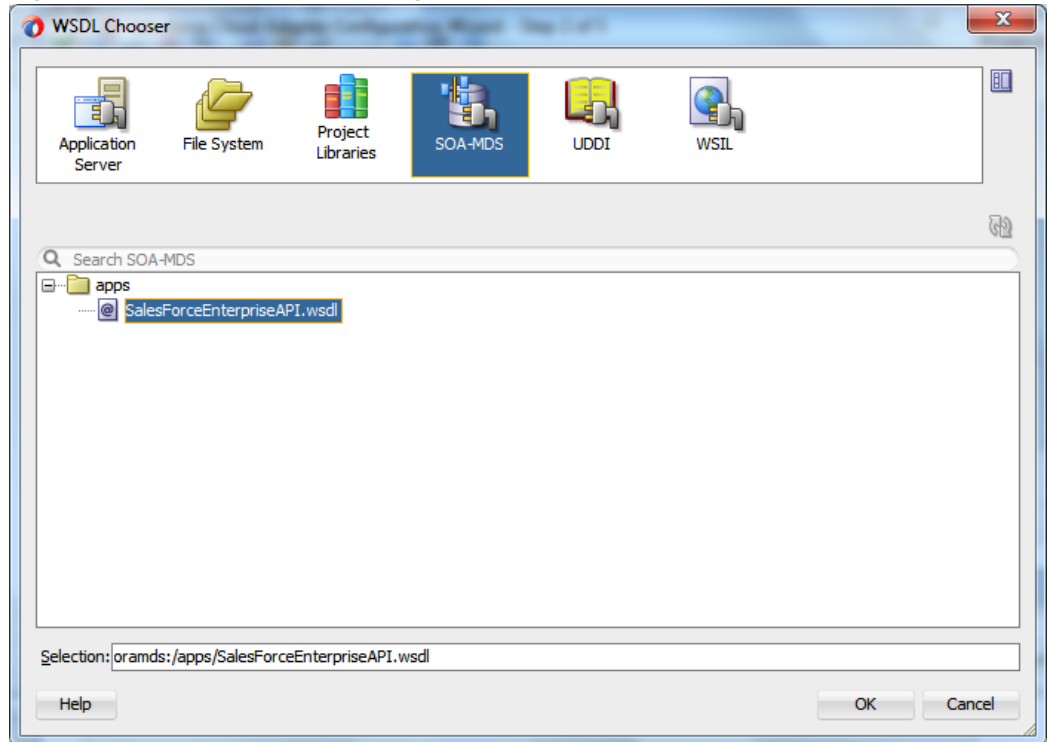 WSDL Chooser
Application
Server
File System
Project
Libraries
SOA-MDS
UDDI
WSIL
Search SOA-MDS
apps
SalesForceEnterpriseAPI.wsdl
Selection: oramds:/apps/SalesForceEnterpriseAPI.wsdl
Help
OK
Cancel